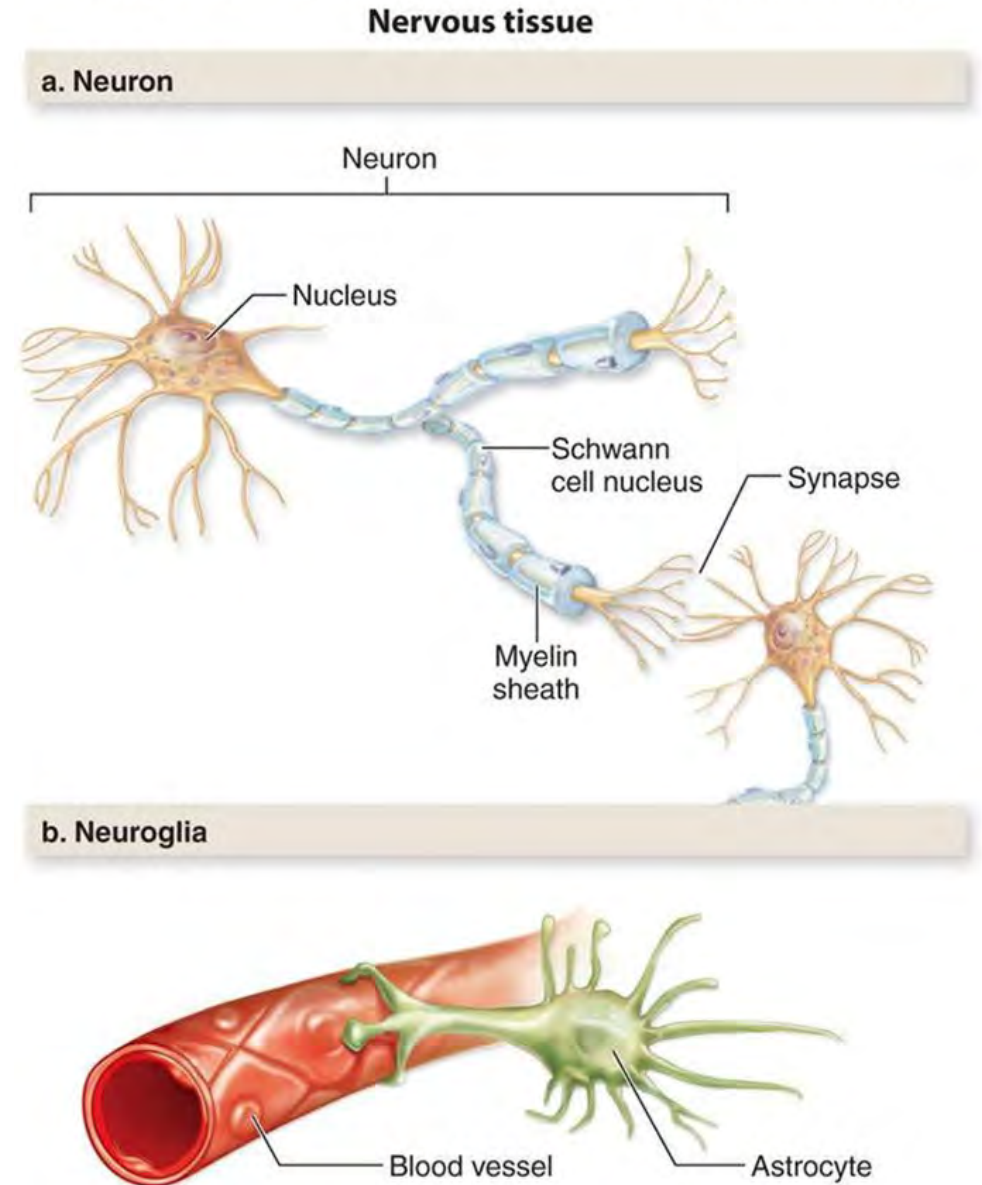 Nervous tissue
a. Neuron
Neuron
Nucleus
Schwann
cell nucleus
Synapse
Myelin
sheath
b. Neuroglia
Blood vessel
Astrocyte